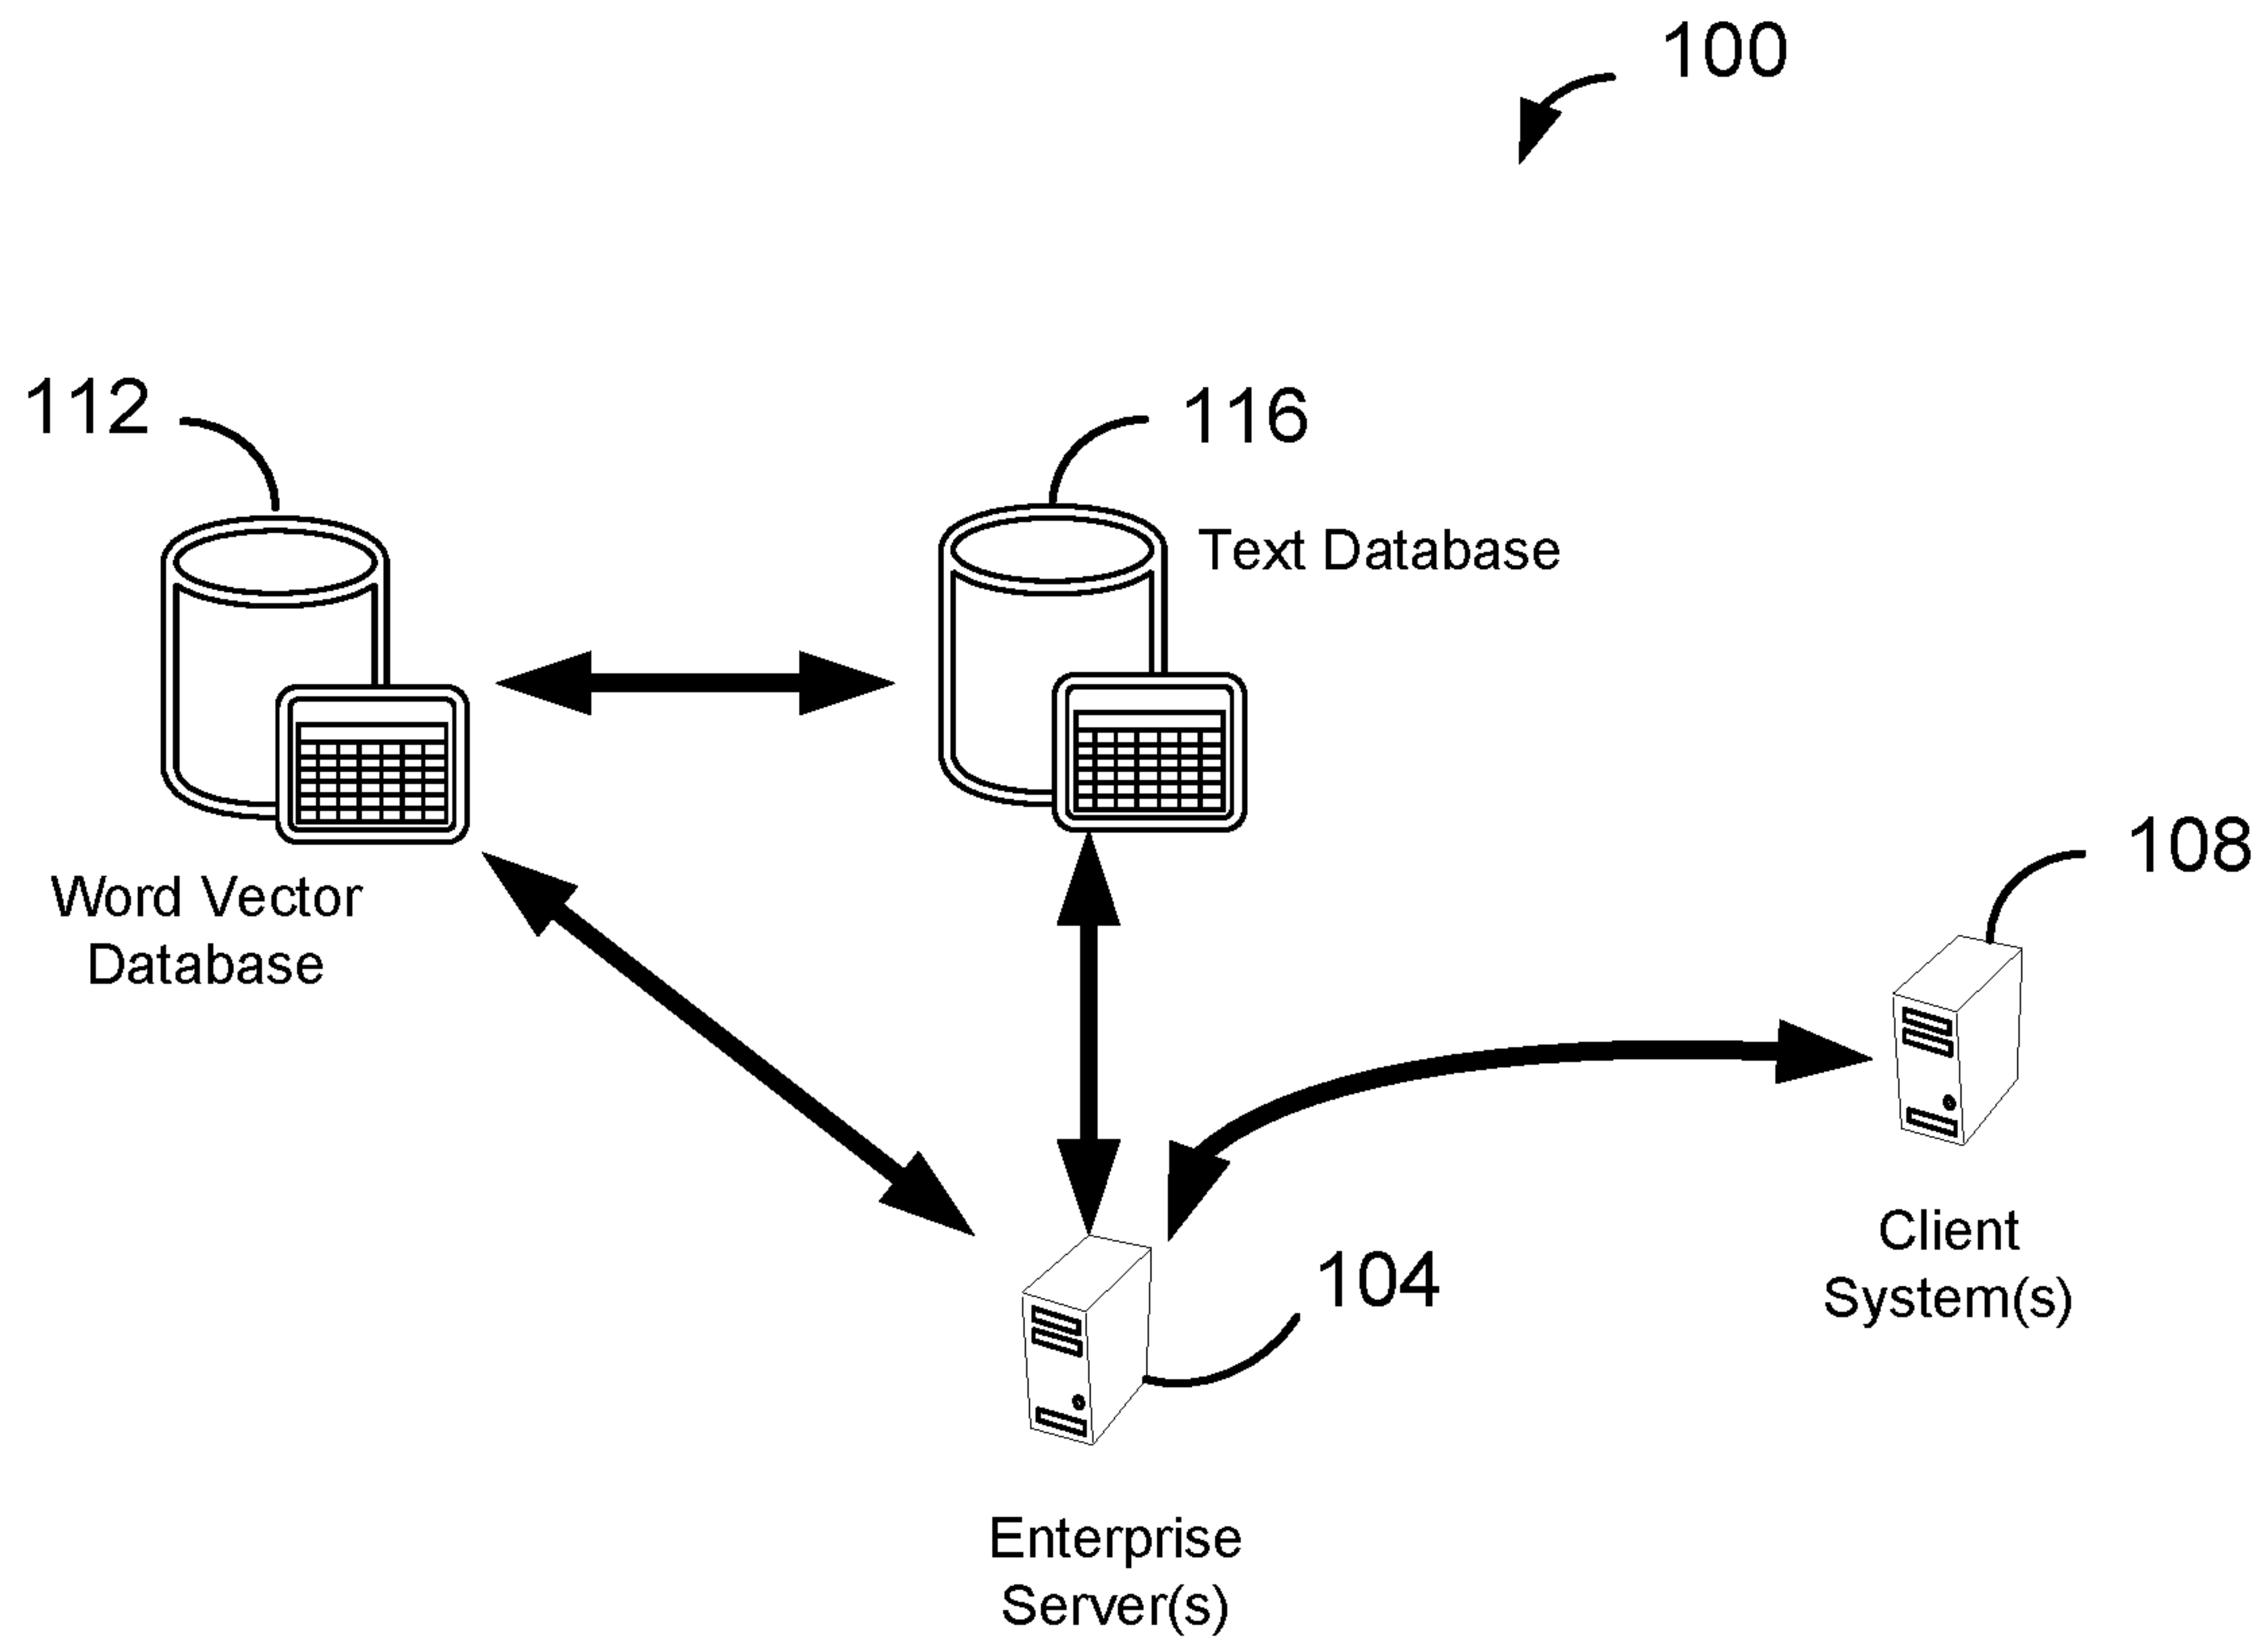 100
112
116
Text Database
108
Word Vector
Database
Client
System(s)
104
Enterprise
Server(s)